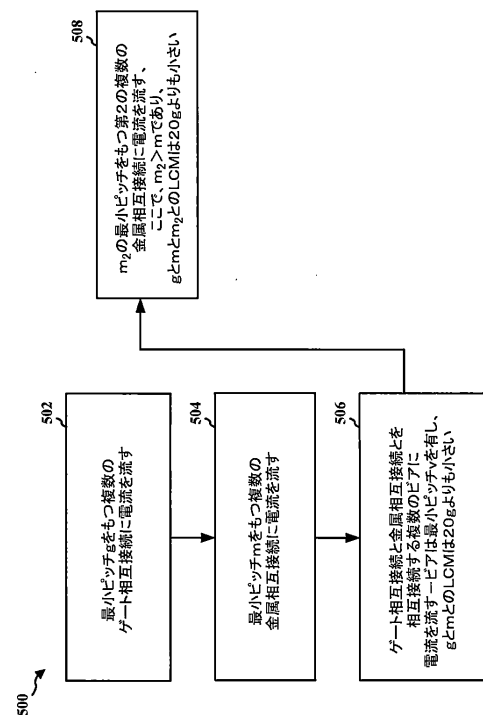 500
502
最小ピッチgをもつ複数の
ゲート相互接続に電流を流す
504
最小ピッチmをもつ複数の
金属相互接続に電流を流す
506
ゲート相互接続と金属相互接続とを
相互接続する複数のビアに
電流を流すービアは最小ピッチvを有し、
gとmとのLCMは20gよりも小さい
508
m₂の最小ピッチをもつ第2の複数の
金属相互接続に電流を流す、
ここで、m₂>mであり、
gとmとm₂とのLCMは20gよりも小さい